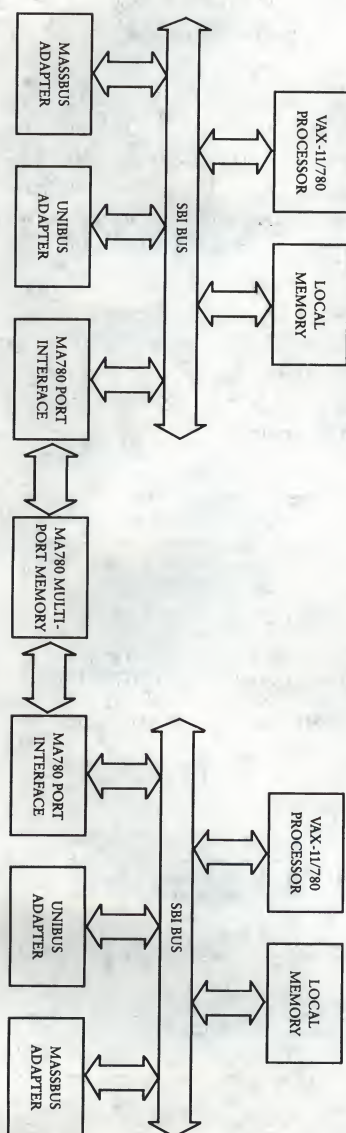 VAX-11/780
PROCESSOR
LOCAL
MEMORY
VAX-11/780
PROCESSOR
LOCAL
MEMORY
SBI BUS
SBI BUS
MASSBUS
ADAPTER
UNIBUS
ADAPTER
MA780 PORT
INTERFACE
MA780 MULTI-
PORT MEMORY
MA780 PORT
INTERFACE
UNIBUS
ADAPTER
MASSBUS
ADAPTER